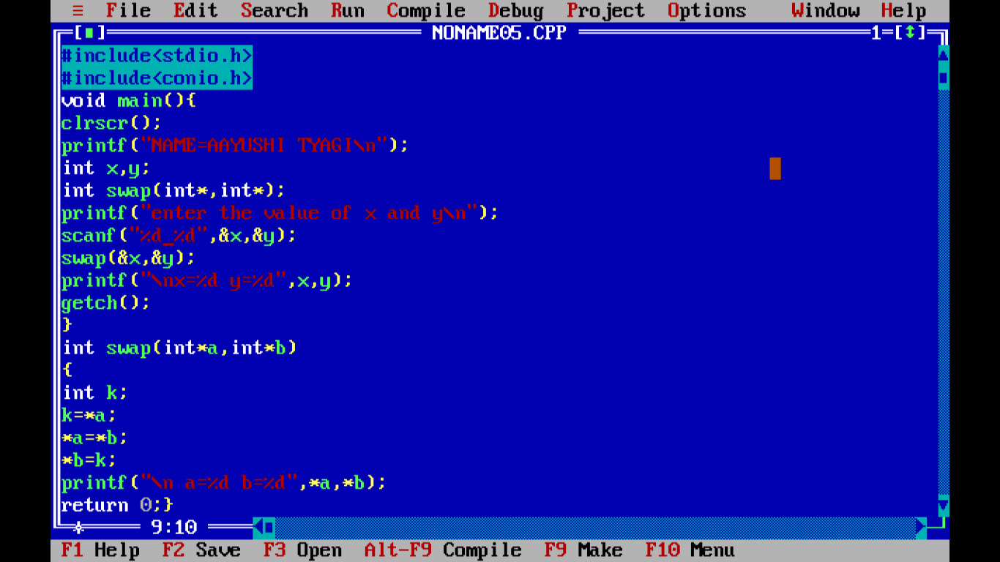 ≡ File Edit Search Run Compile Debug Project Options Window Help
[■] NONAME05.CPP 1=[↕]
#include<stdio.h>
#include<conio.h>
void main(){
clrscr();
printf("NAME=AAYUSHI TYAGI\n");
int x,y;
int swap(int*,int*);
printf("enter the value of x and y\n");
scanf("%d %d",&x,&y);
swap(&x,&y);
printf("\nx=%d y=%d",x,y);
getch();
}
int swap(int*a,int*b)
{
int k;
k=*a;
*a=*b;
*b=k;
printf("\n a=%d b=%d",*a,*b);
return 0;}
9:10
F1 Help F2 Save F3 Open Alt-F9 Compile F9 Make F10 Menu